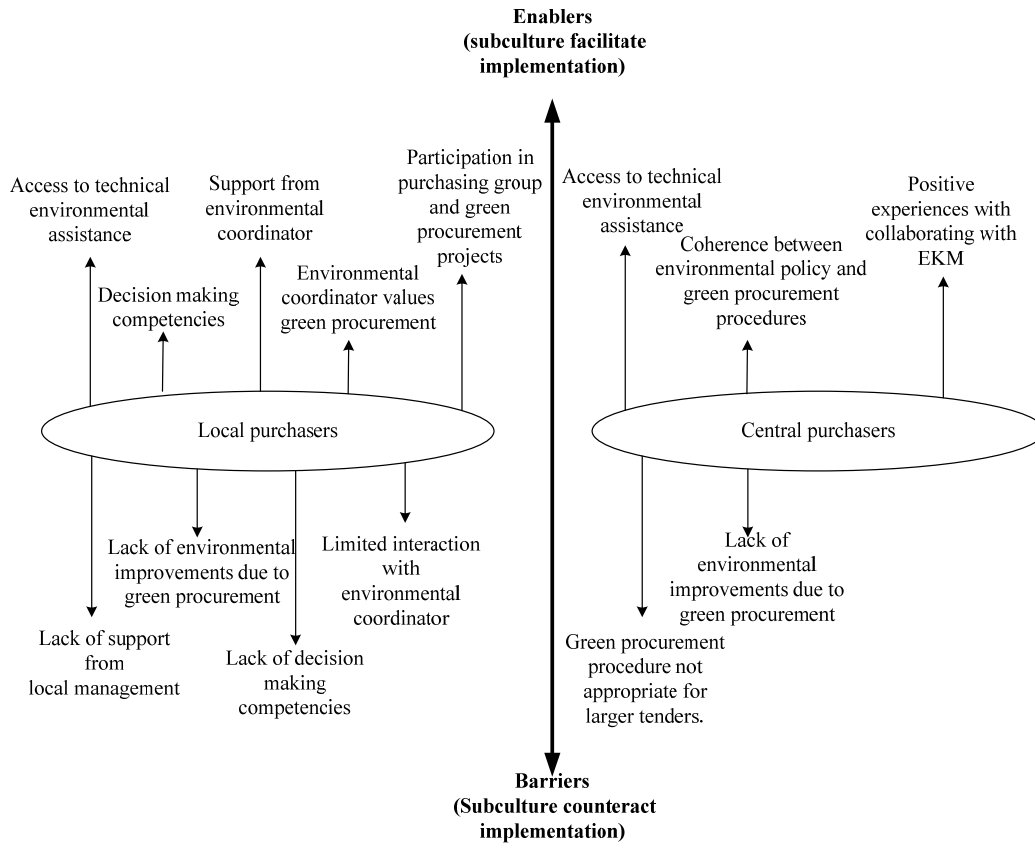 Enablers
(subculture facilitate
implementation)
Access to technical
environmental
assistance
Support from
environmental
coordinator
Participation in
purchasing group
and green
procurement
projects
Decision making
competencies
Environmental
coordinator values
green procurement
Access to technical
environmental
assistance
Coherence between
environmental policy and
green procurement
procedures
Positive
experiences with
collaborating with
EKM
Local purchasers
Central purchasers
Lack of environmental
improvements due to
green procurement
Limited interaction
with
environmental
coordinator
Lack of support
from
local management
Lack of decision
making
competencies
Lack of
environmental
improvements due to
green procurement
Green procurement
procedure not
appropriate for
larger tenders.
Barriers
(Subculture counteract
implementation)